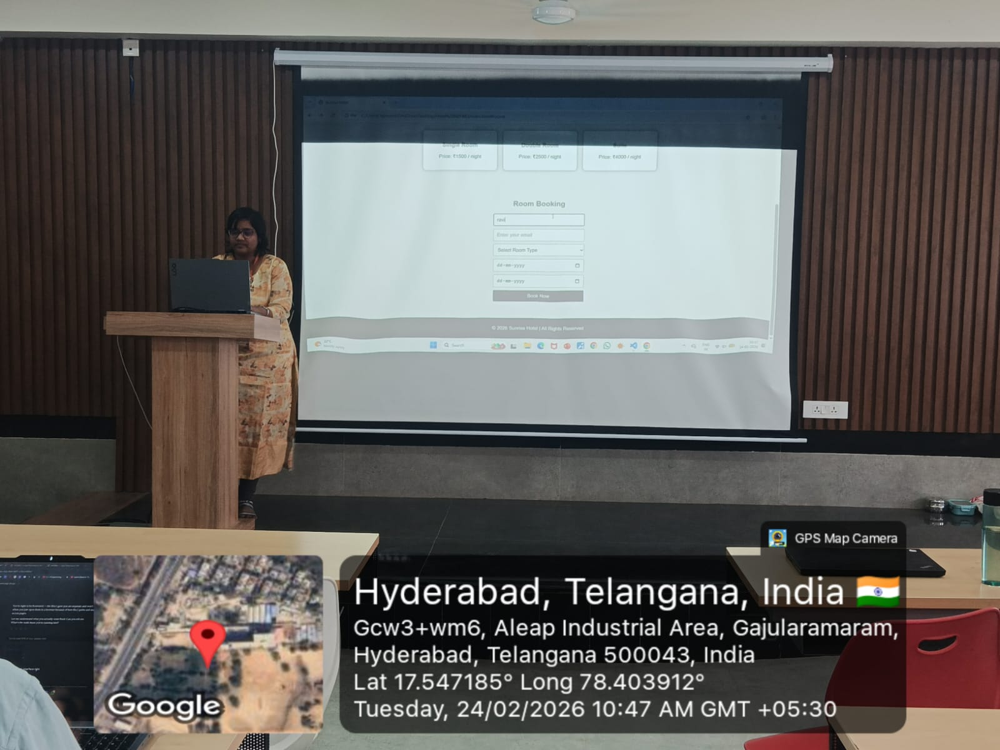 Single Room
Price: ₹1500 / night
Double Room
Price: ₹2500 / night
Suite
Price: ₹4000 / night
Room Booking
ravi
Enter your email
Select Room Type
dd-mm-yyyy
dd-mm-yyyy
Book Now
© 2026 Sunrise Hotel | All Rights Reserved
Search
GPS Map Camera
Hyderabad, Telangana, India
Gcw3+wm6, Aleap Industrial Area, Gajularamaram,
Hyderabad, Telangana 500043, India
Lat 17.547185° Long 78.403912°
Tuesday, 24/02/2026 10:47 AM GMT +05:30
Google